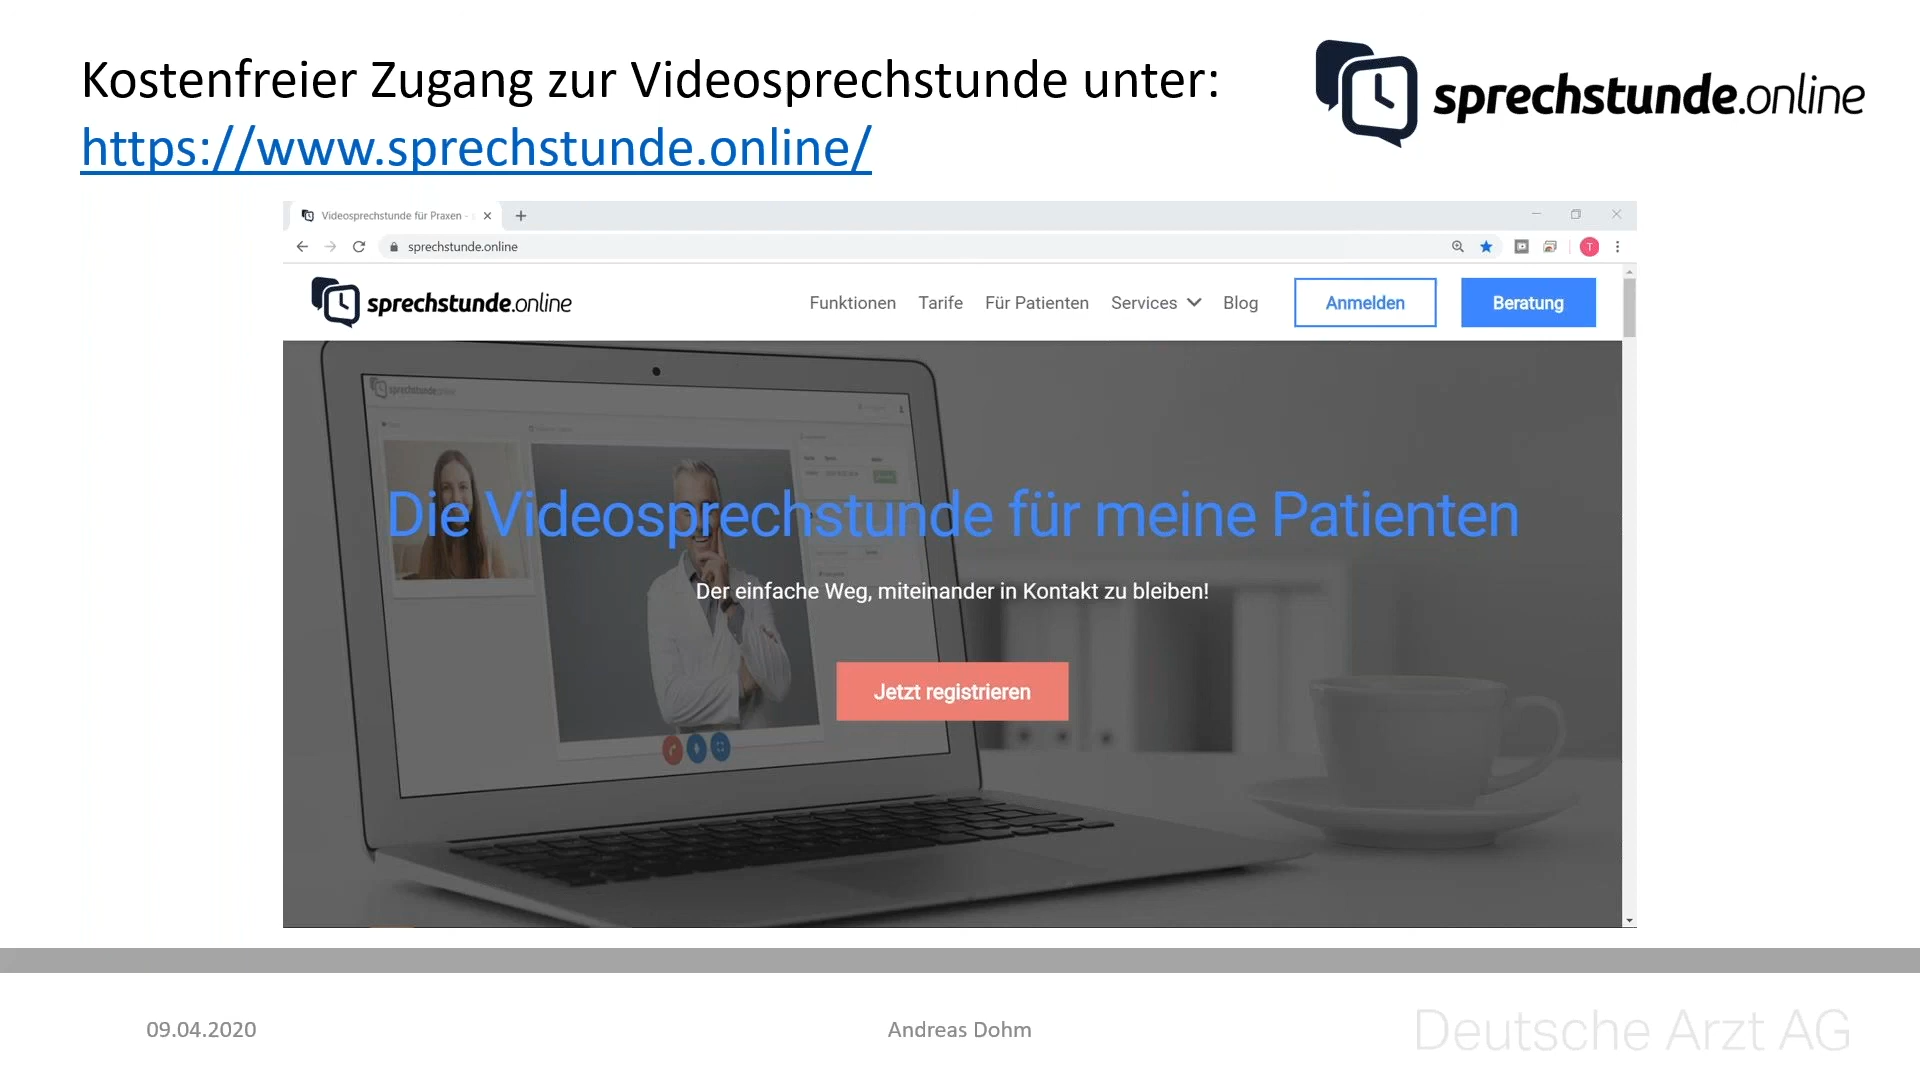 Kostenfreier Zugang zur Videosprechstunde unter:
https://www.sprechstunde.online/
sprechstunde.online
Videosprechstunde für Praxen -
sprechstunde.online
T
sprechstunde.online
Funktionen Tarife Für Patienten Services Blog Anmelden Beratung
sprechstunde.online
Die Videosprechstunde für meine Patienten
Der einfache Weg, miteinander in Kontakt zu bleiben!
Jetzt registrieren
09.04.2020 Andreas Dohm Deutsche Arzt AG